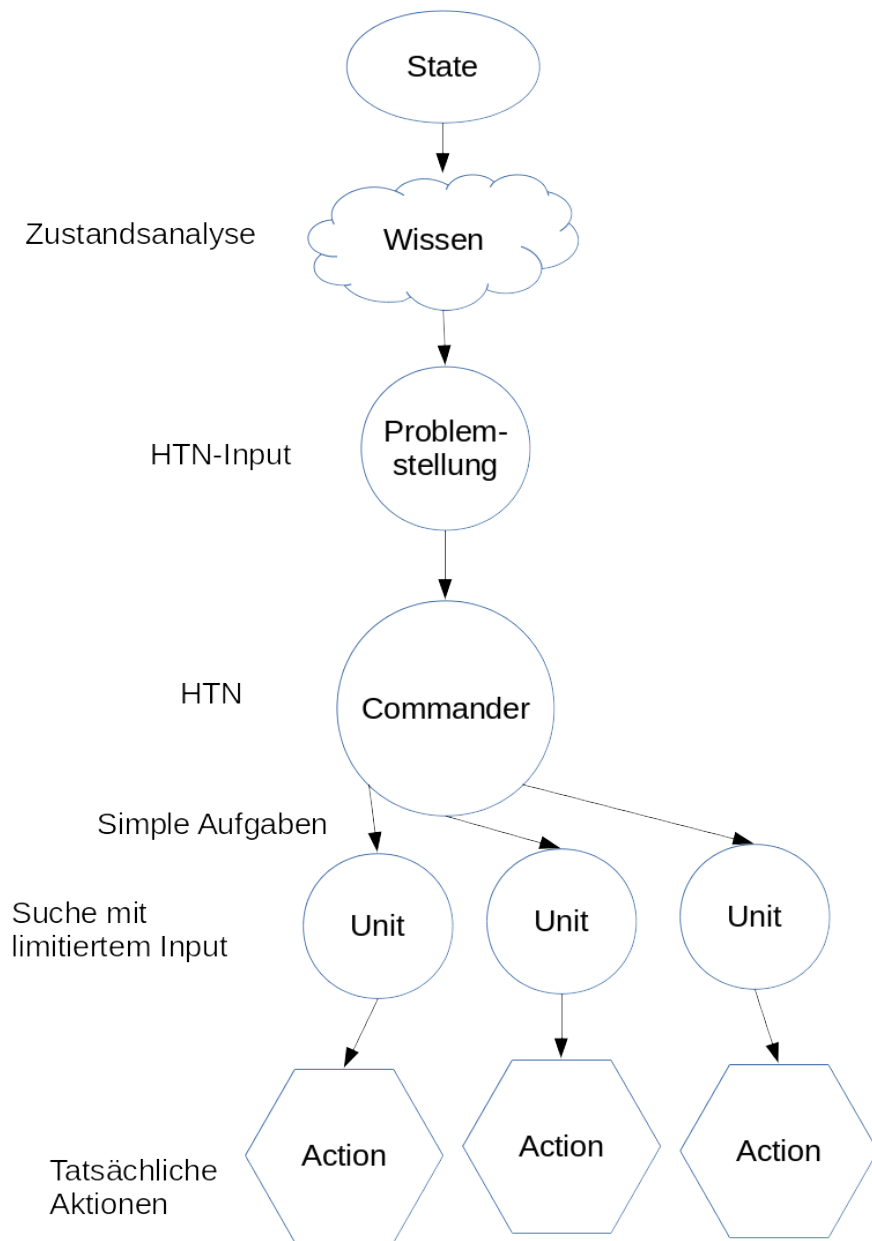 State
Zustandsanalyse
Wissen
Problem-
stellung
HTN-Input
HTN
Commander
Simple Aufgaben
Suche mit
limitiertem Input
Unit
Unit
Unit
Action
Action
Action
Tatsächliche
Aktionen